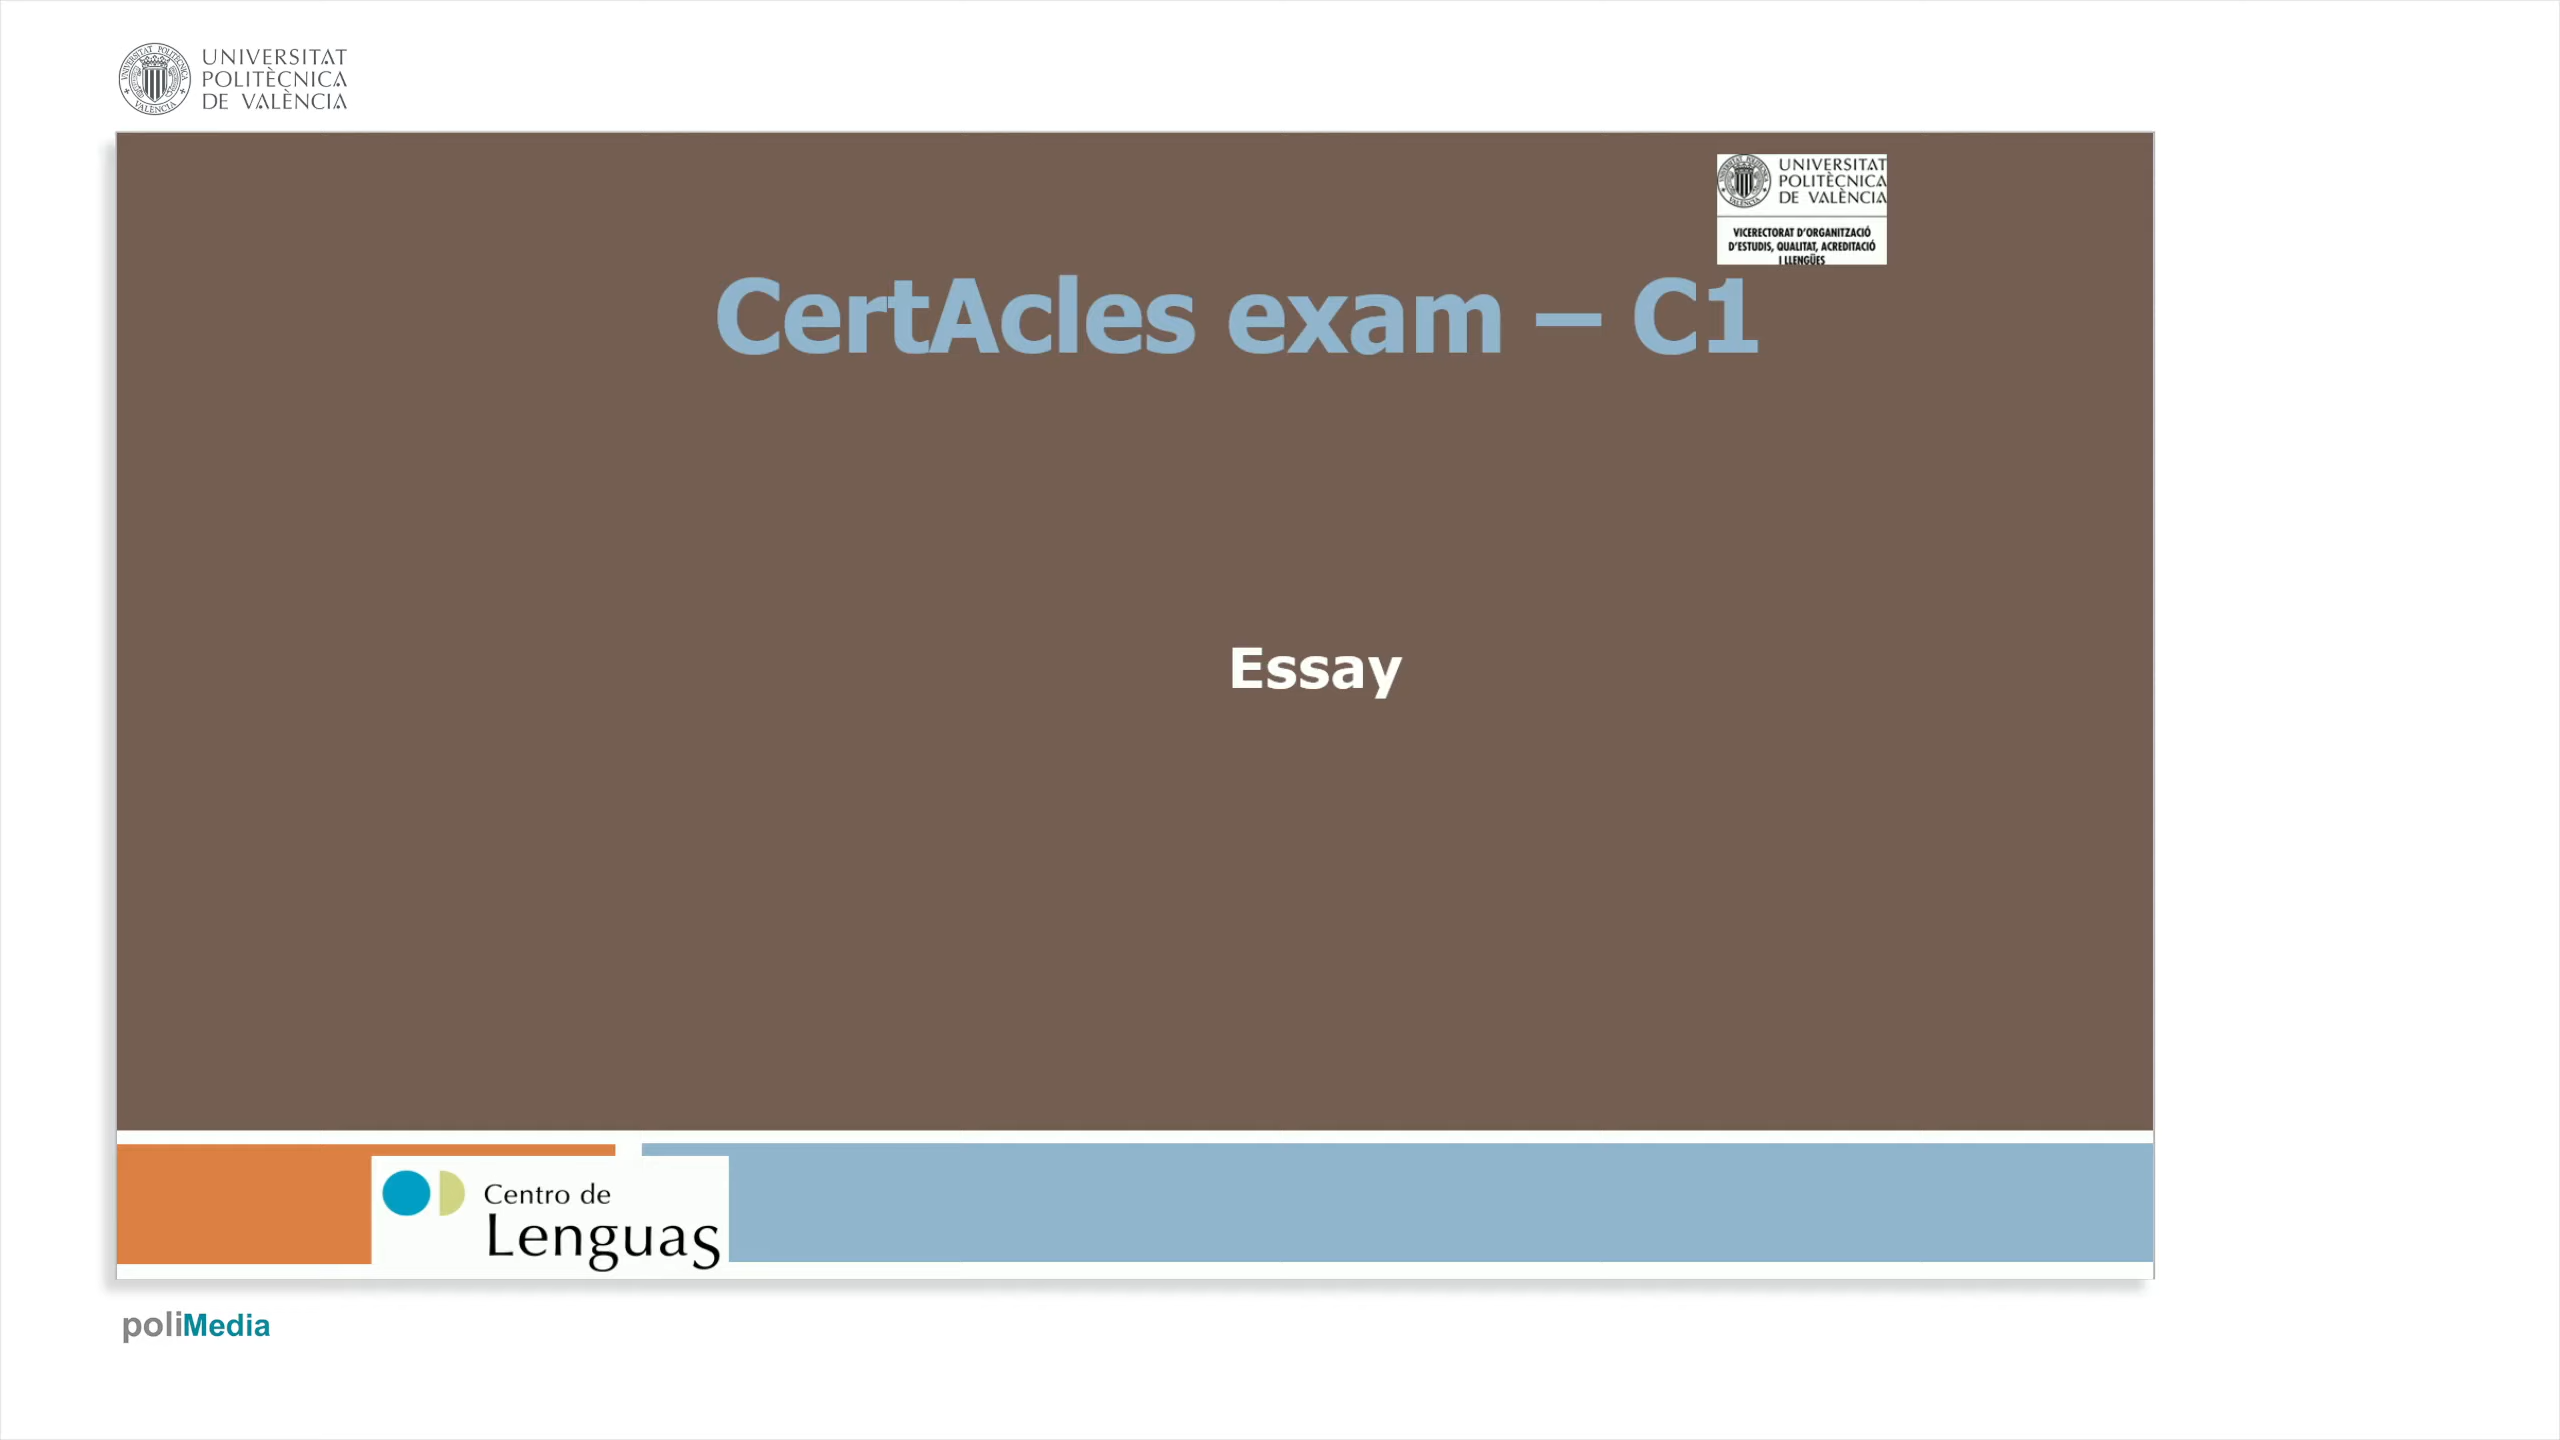 UNIVERSITAT
POLITÈCNICA
DE VALÈNCIA
UNIVERSITAT
POLITÈCNICA
DE VALÈNCIA
VICERECTORAT D'ORGANITZACIÓ
D'ESTUDIS, QUALITAT, ACREDITACIÓ
I LLENGÜES
CertAcles exam – C1
Essay
Centro de
Lenguas
poliMedia